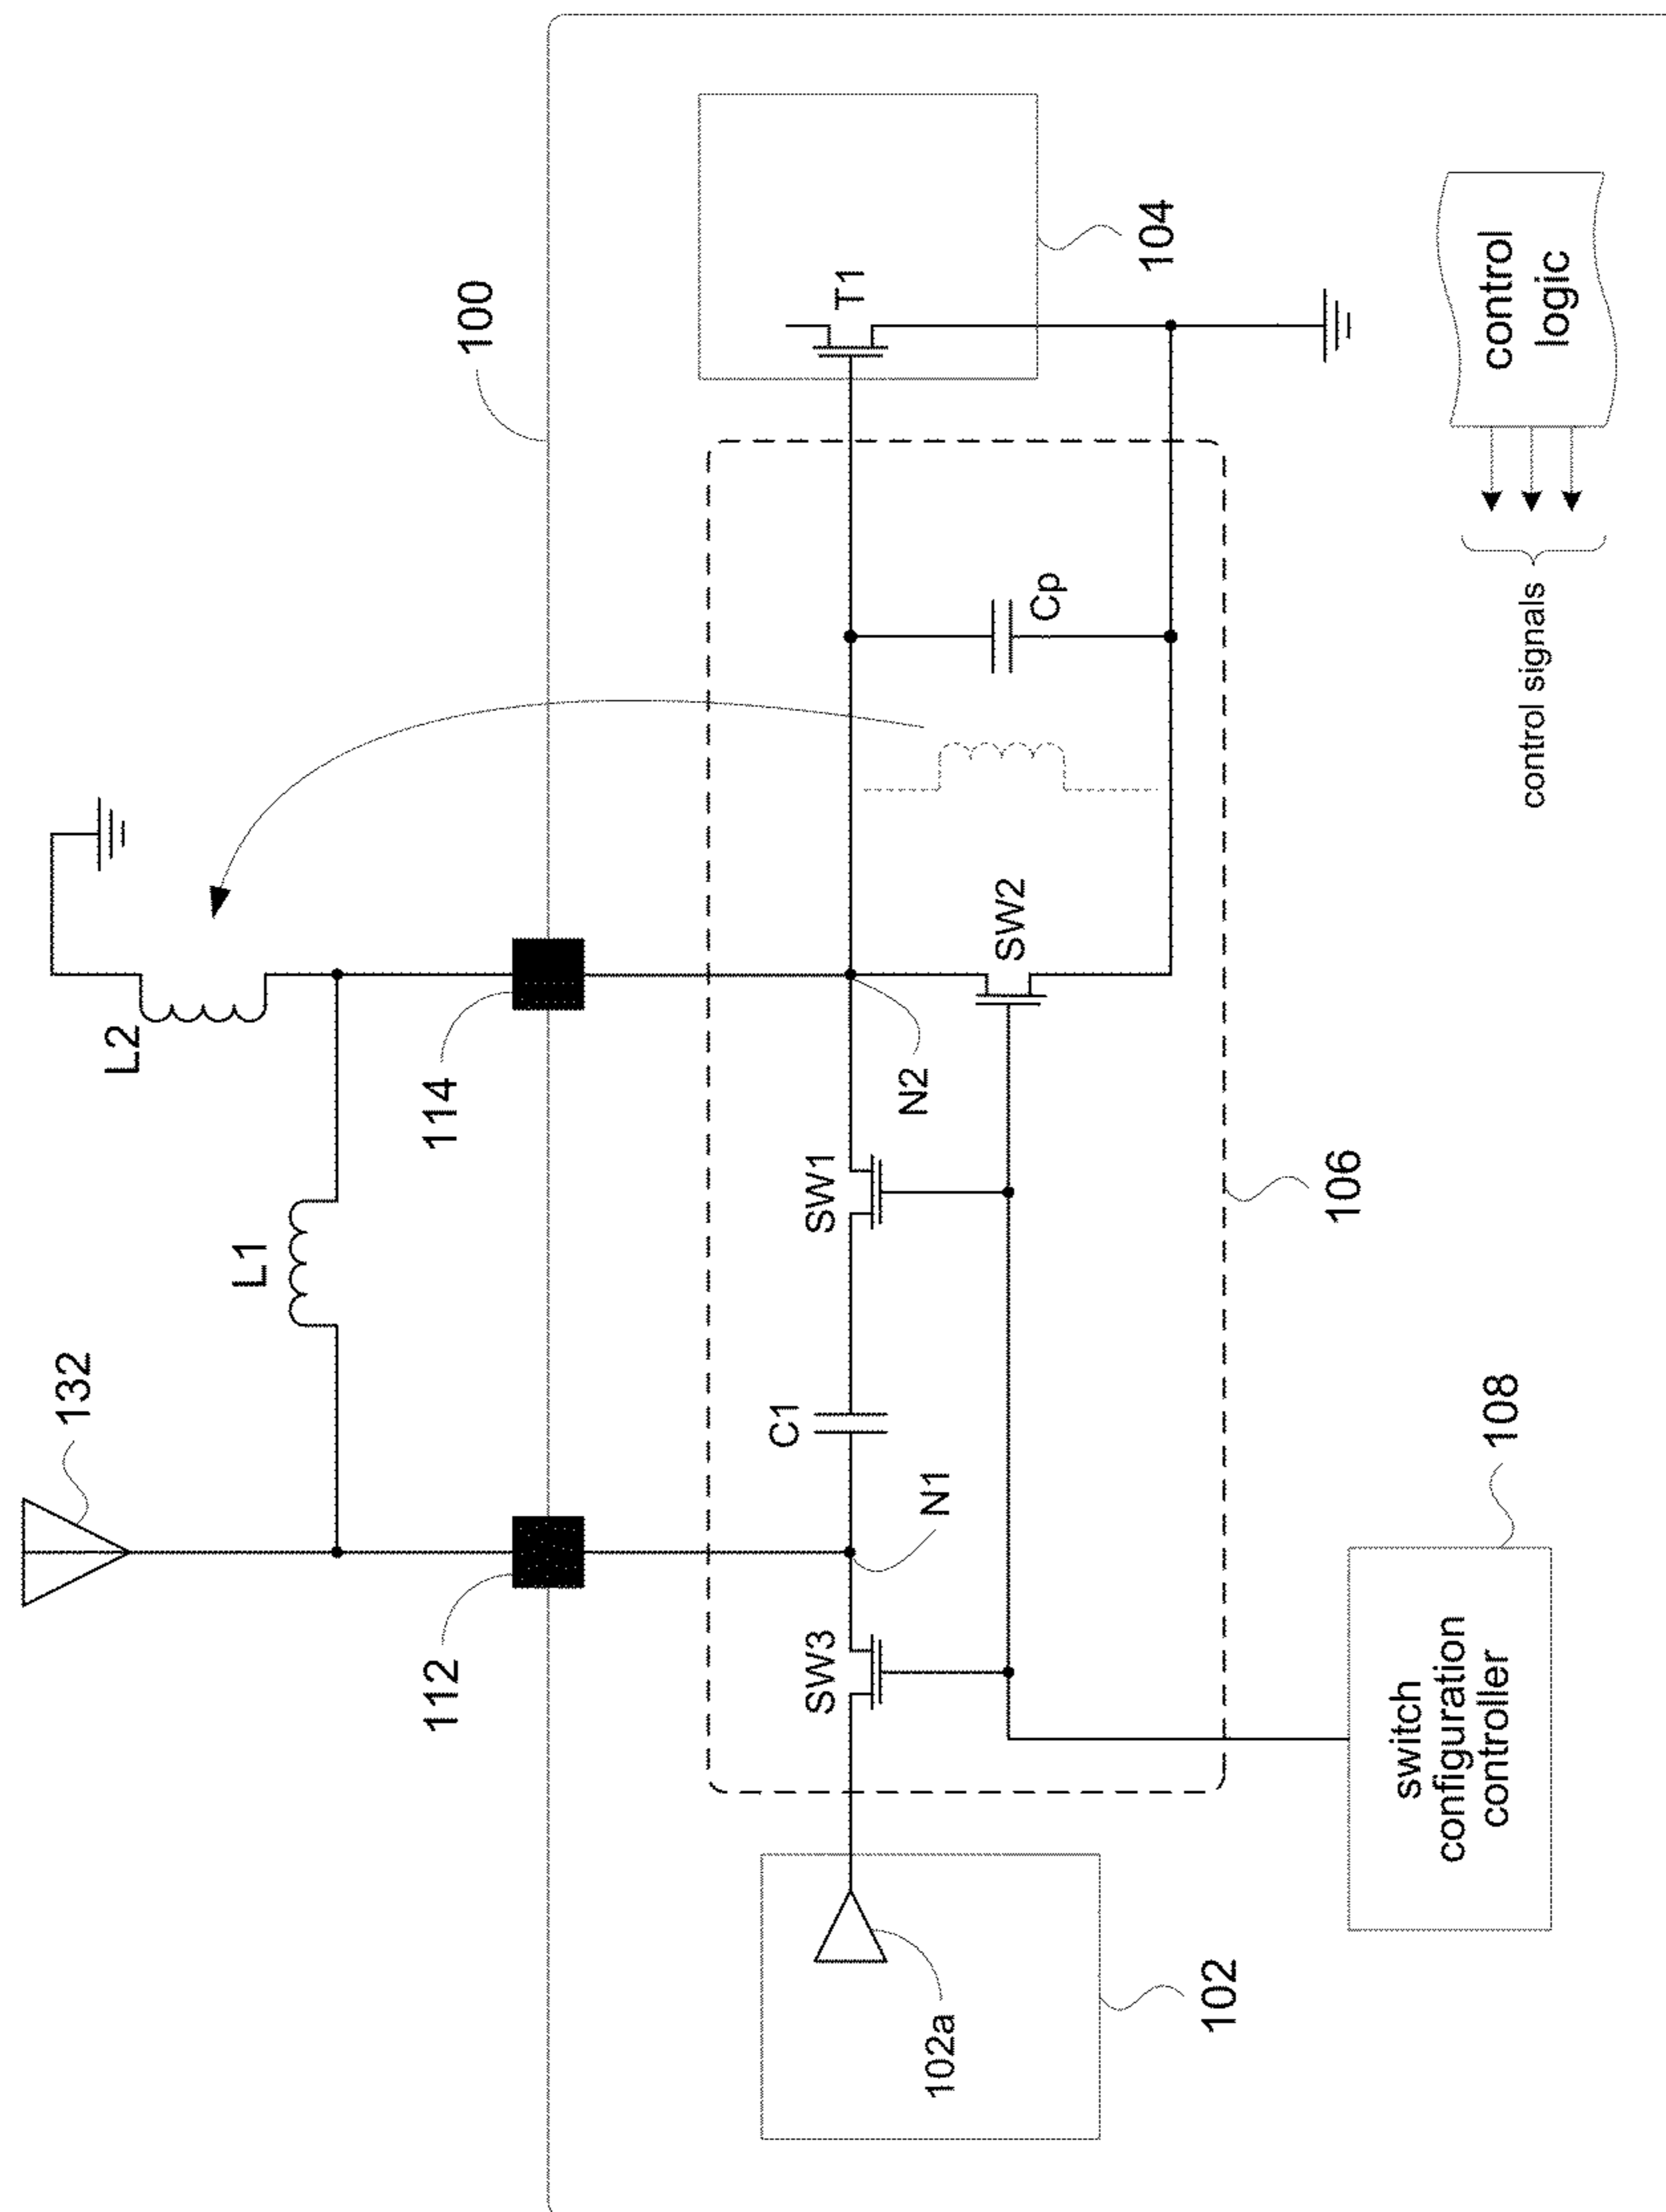 132
L1
L2
112
114
100
SW3
C1
SW1
T1
N1
N2
SW2
Cp
104
102a
102
106
switch
configuration
controller
108
control signals
control
logic